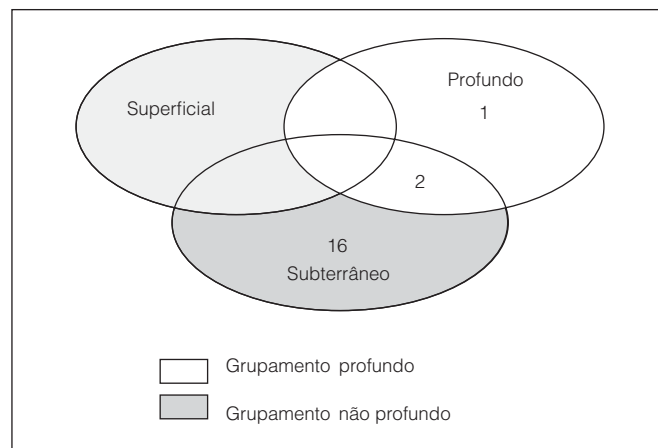 Superficial
Profundo
1
2
16
Subterrâneo
Grupamento profundo
Grupamento não profundo